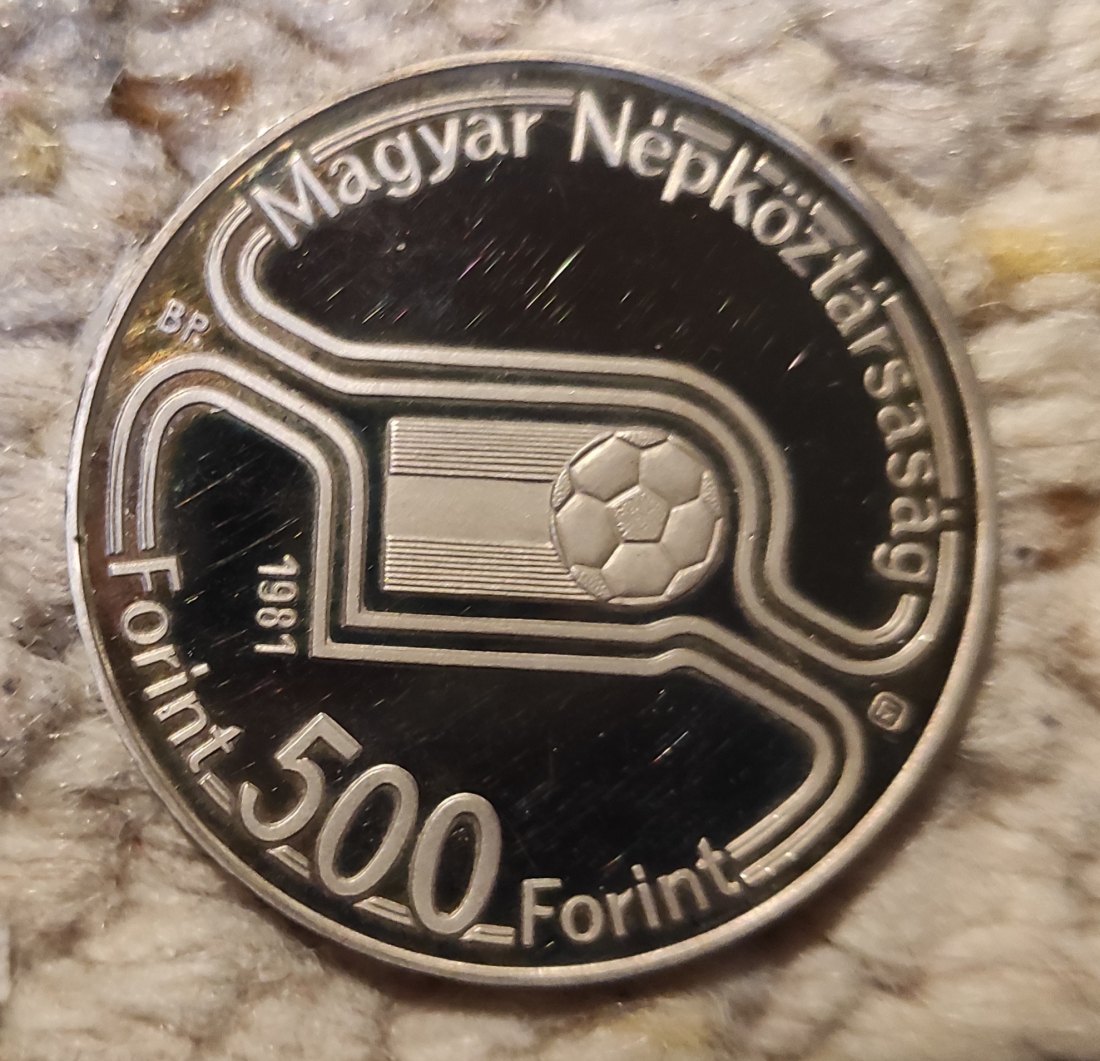 Magyar Népköztársaság
BP.
1981
Forint 500 Forint